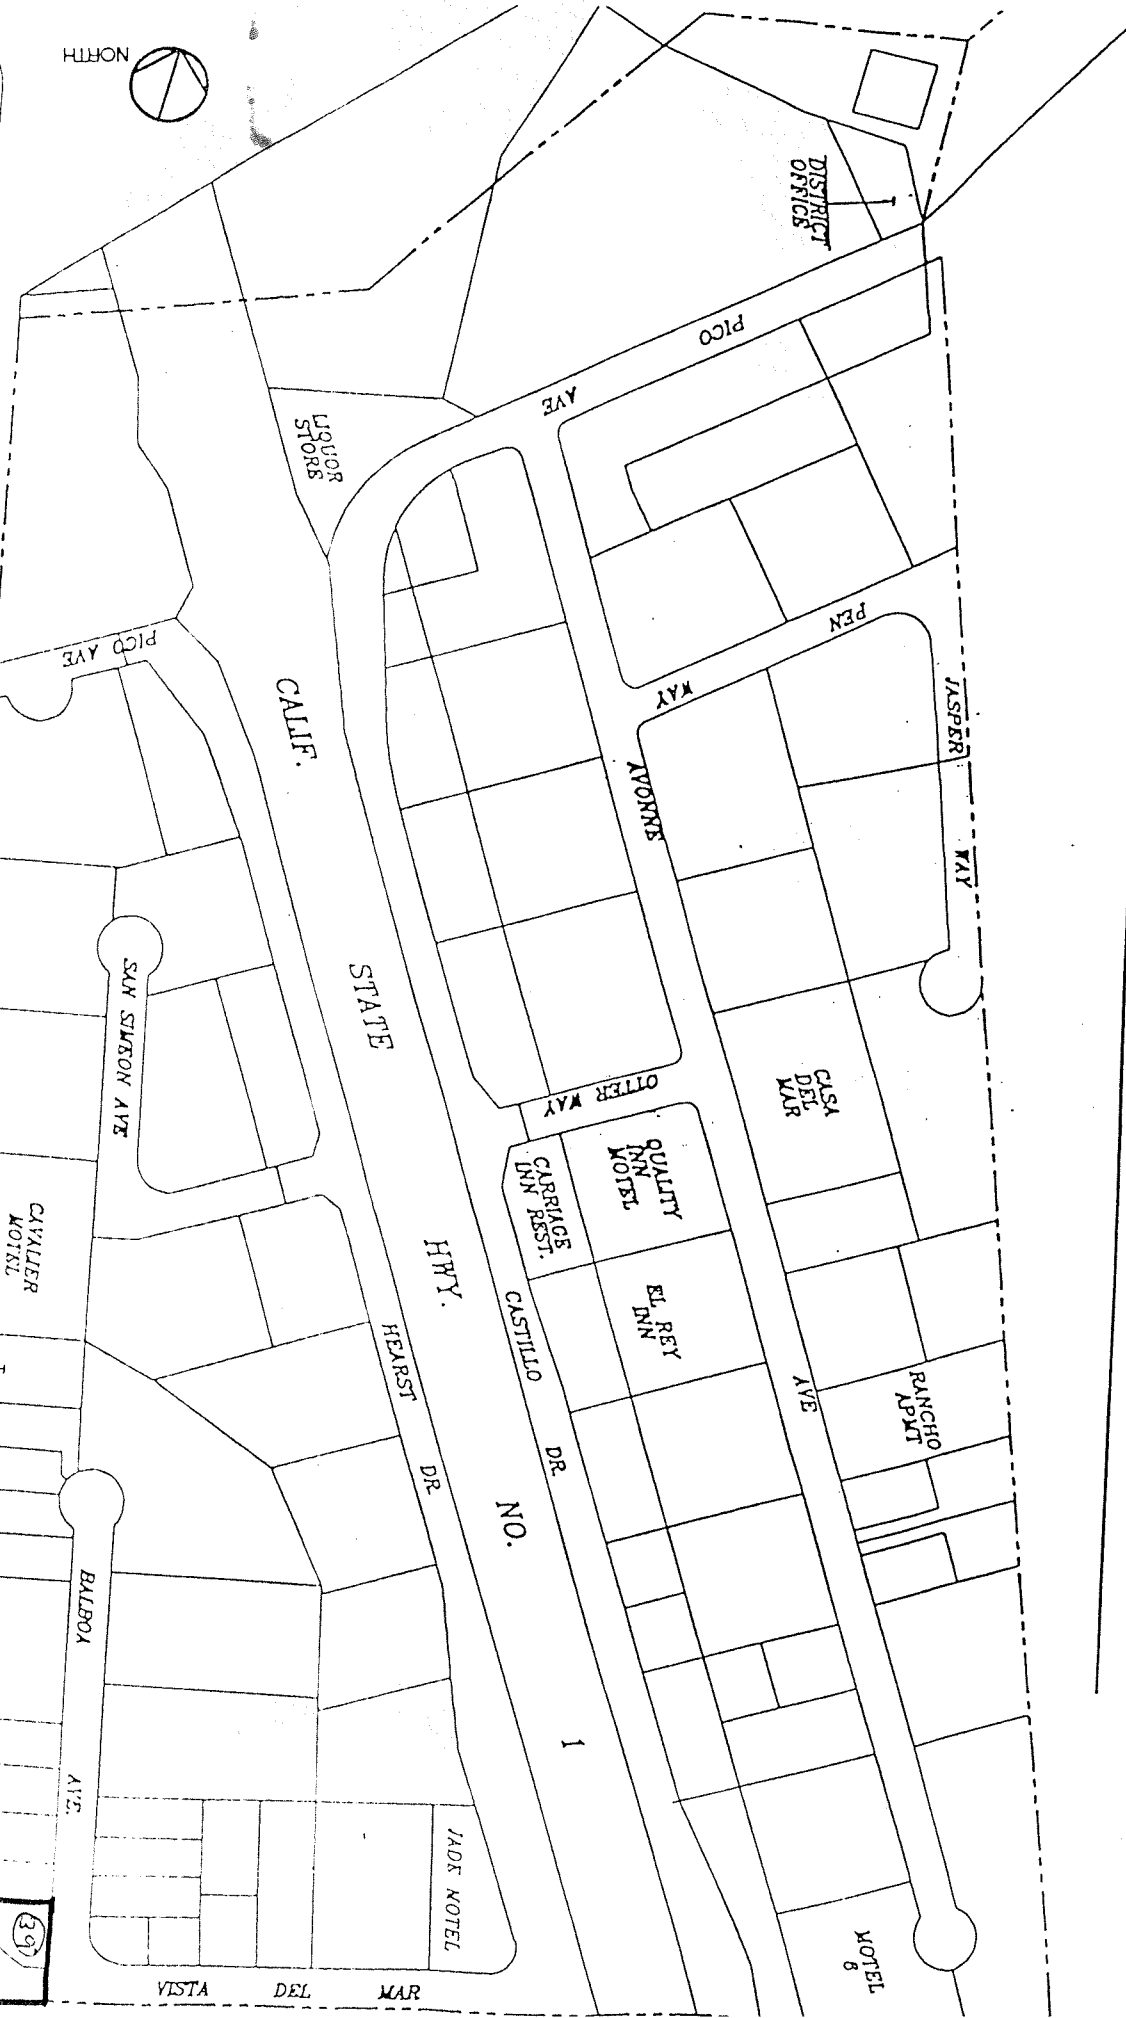 NORTH
DISTRICT
OFFICE
PICO
AVE
LIQUOR
STORE
PEN
WAY
PICO AVE
JASPER
WAY
CALIF.
STATE
HWY.
NO.
1
AVONNE
AVE
SAN SIMEON AVE
OTTER WAY
CASA
DEL
MAR
QUALITY
INN
MOTEL
CARRIAGE
INN REST.
CAVALIER
MOTEL
EL REY
INN
CASTILLO
DR
HEARST
DR
RANCHO
APMT
BALBOA
AVE.
JADE MOTEL
MOTEL
6
VISTA DEL MAR
39